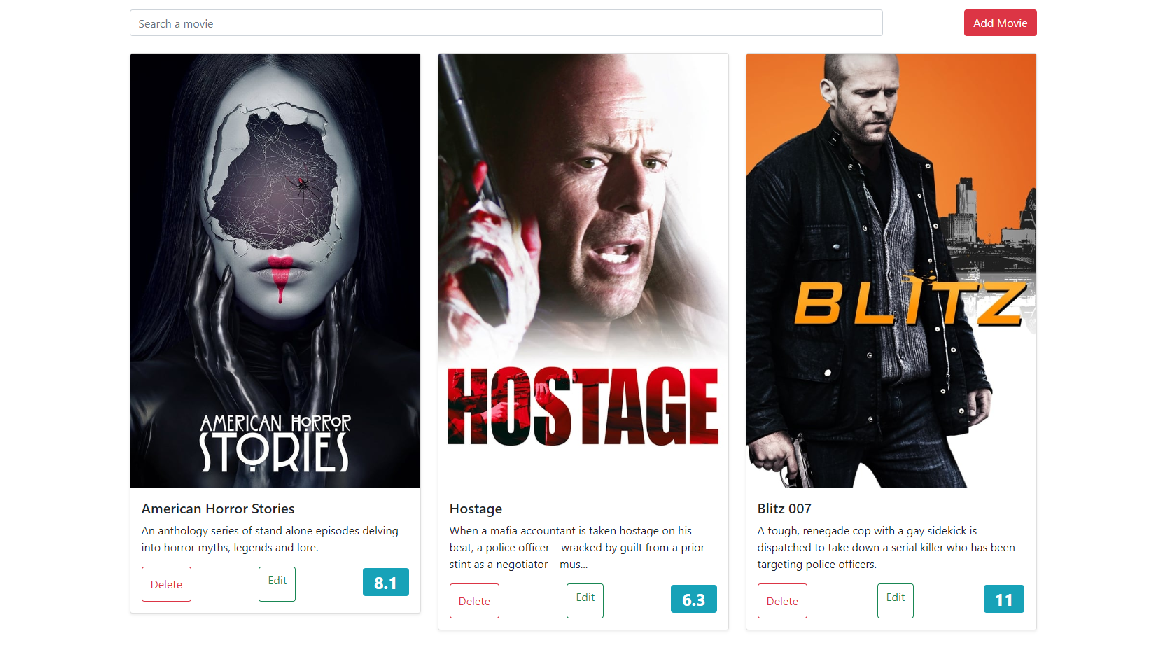 Search a movie
Add Movie
AMERICAN HORROR
STORIES
HOSTAGE
BLITZ
American Horror Stories
An anthology series of stand alone episodes delving
into horror myths, legends and lore.
Delete
Edit
8.1
Hostage
When a mafia accountant is taken hostage on his
beat, a police officer – wracked by guilt from a prior
stint as a negotiator – mus...
Delete
Edit
6.3
Blitz 007
A tough, renegade cop with a gay sidekick is
dispatched to take down a serial killer who has been
targeting police officers.
Delete
Edit
11